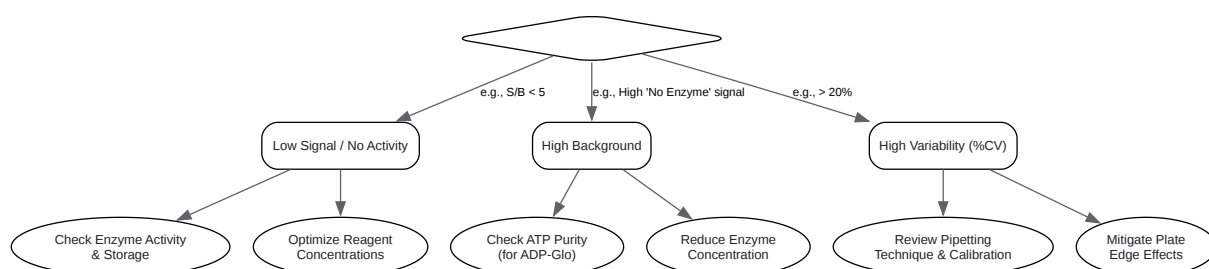 e.g., S/B < 5
e.g., High 'No Enzyme' signal
e.g., > 20%
Low Signal / No Activity
High Background
High Variability (%CV)
Check Enzyme Activity
& Storage
Optimize Reagent
Concentrations
Check ATP Purity
(for ADP-Glo)
Reduce Enzyme
Concentration
Review Pipetting
Technique & Calibration
Mitigate Plate
Edge Effects